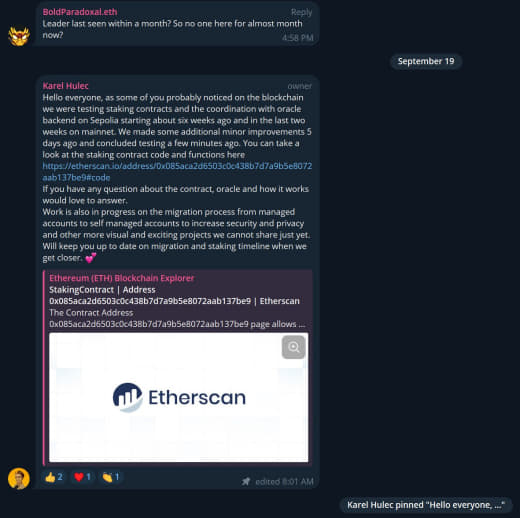 BoldParadoxal.eth
Reply
Leader last seen within a month? So no one here for almost month
now?
4:58 PM
September 19
Karel Hulec
owner
Hello everyone, as some of you probably noticed on the blockchain
we were testing staking contracts and the coordination with oracle
backend on Sepolia starting about six weeks ago and in the last two
weeks on mainnet. We made some additional minor improvements 5
days ago and concluded testing a few minutes ago. You can take a
look at the staking contract code and functions here
https://etherscan.io/address/0x085aca2d6503c0c438b7d7a9b5e8072
aab137be9#code
If you have any question about the contract, oracle and how it works
would love to answer.
Work is also in progress on the migration process from managed
accounts to self managed accounts to increase security and privacy
and other more visual and exciting projects we cannot share just yet.
Will keep you up to date on migration and staking timeline when we
get closer. 💕
Ethereum (ETH) Blockchain Explorer
StakingContract | Address
0x085aca2d6503c0c438b7d7a9b5e8072aab137be9 | Etherscan
The Contract Address
0x085aca2d6503c0c438b7d7a9b5e8072aab137be9 page allows ...
Etherscan
👍 2 ❤️ 1 👏 1
edited 8:01 AM
Karel Hulec pinned "Hello everyone, ..."